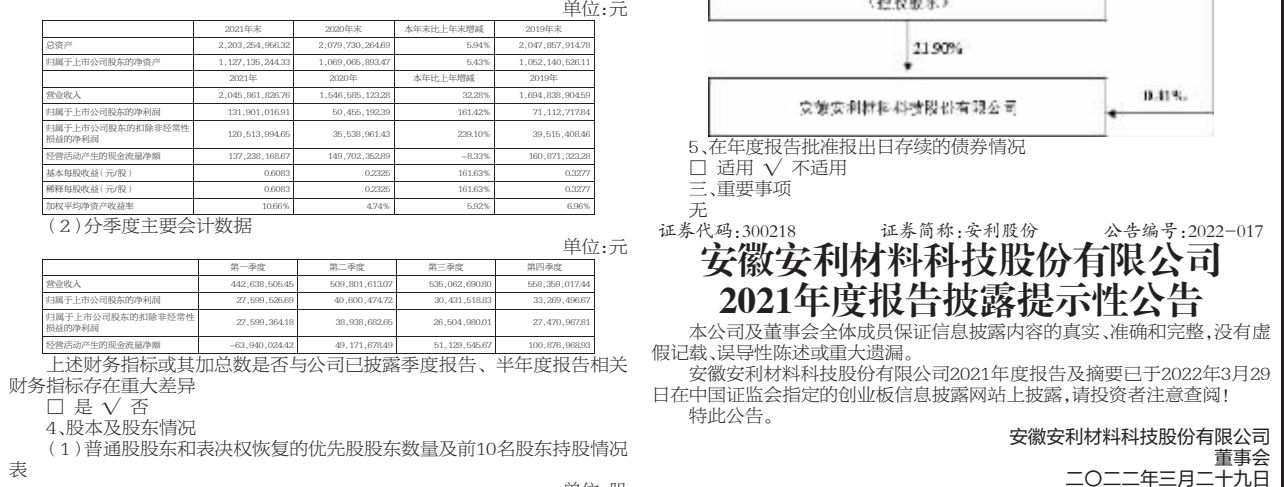 单位:元
2021年末 2020年末 本年末比上年末增减 2019年末
总资产 2,203,254,956.32 2,079,730,264.69 5.94% 2,047,857,914.78
归属于上市公司股东的净资产 1,127,135,244.33 1,069,065,893.47 5.43% 1,052,140,526.11
2021年 2020年 本年比上年增减 2019年
营业收入 2,045,861,826.76 1,546,585,123.28 32.28% 1,694,838,904.59
归属于上市公司股东的净利润 131,901,016.91 50,455,192.39 161.42% 71,112,717.84
归属于上市公司股东的扣除非经常性
损益的净利润 120,513,994.65 35,538,961.43 239.10% 39,515,408.46
经营活动产生的现金流量净额 137,238,168.67 149,702,352.89 -8.33% 160,871,323.28
基本每股收益(元/股) 0.6083 0.2325 161.63% 0.3277
稀释每股收益(元/股) 0.6083 0.2325 161.63% 0.3277
加权平均净资产收益率 10.66% 4.74% 5.92% 6.96%
(2)分季度主要会计数据
单位:元
第一季度 第二季度 第三季度 第四季度
营业收入 442,638,505.45 509,801,613.07 535,062,690.80 558,359,017.44
归属于上市公司股东的净利润 27,599,526.69 40,600,474.72 30,431,518.83 33,269,496.67
归属于上市公司股东的扣除非经常性
损益的净利润 27,599,364.18 38,938,682.65 26,504,980.01 27,470,967.81
经营活动产生的现金流量净额 -63,940,024.42 49,171,678.49 51,129,545.67 100,876,968.93
上述财务指标或其加总数是否与公司已披露季度报告、半年度报告相关
财务指标存在重大差异
□ 是 √ 否
4、股本及股东情况
(1)普通股股东和表决权恢复的优先股股东数量及前10名股东持股情况
表
单位:股
(控股股东)
21.90%
安徽安利材料科技股份有限公司
0.41%
5、在年度报告批准报出日存续的债券情况
□ 适用 √ 不适用
三、重要事项
无
证券代码:300218 证券简称:安利股份 公告编号:2022-017
安徽安利材料科技股份有限公司
2021年度报告披露提示性公告
本公司及董事会全体成员保证信息披露内容的真实、准确和完整,没有虚
假记载、误导性陈述或重大遗漏。
安徽安利材料科技股份有限公司2021年度报告及摘要已于2022年3月29
日在中国证监会指定的创业板信息披露网站上披露,请投资者注意查阅!
特此公告。
安徽安利材料科技股份有限公司
董事会
二〇二二年三月二十九日